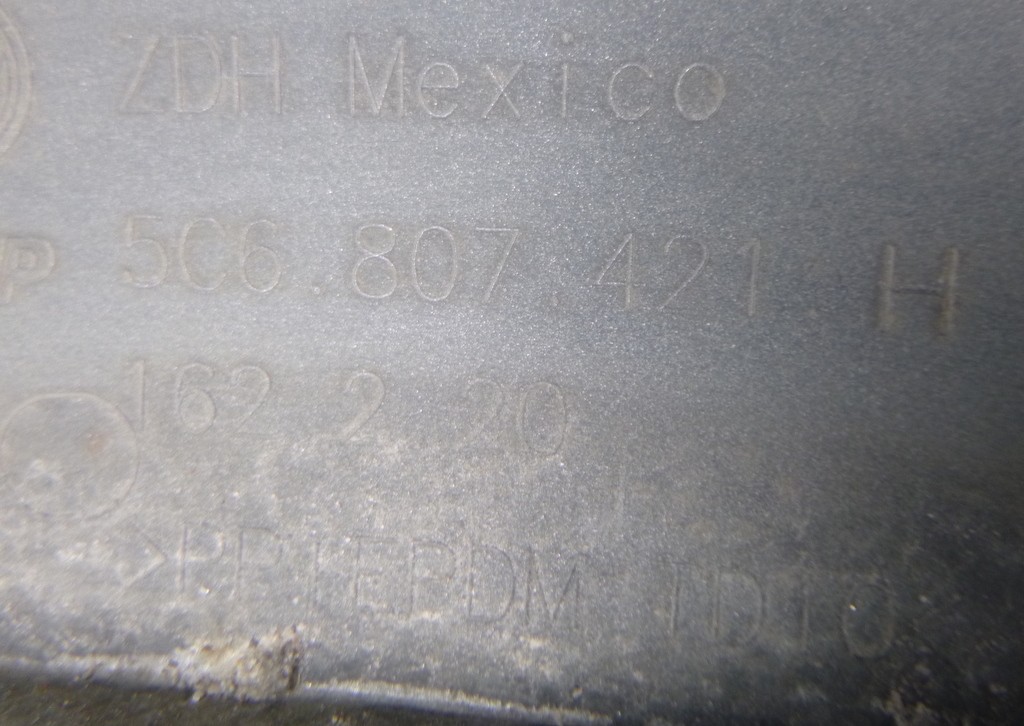 ZDH Mexico
5C6.807.421 H
162 2 20
>PP+EPDM-TD10